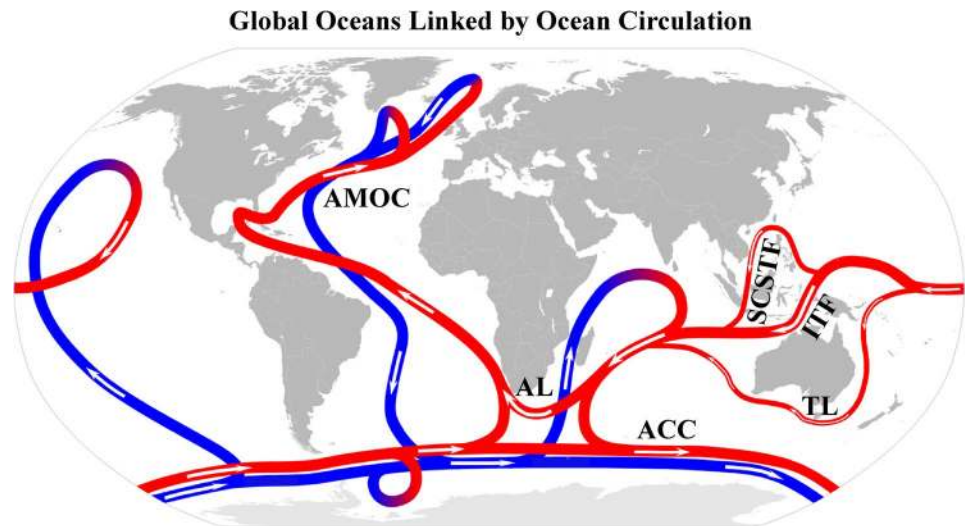 Global Oceans Linked by Ocean Circulation
AMOC
SCSTF
ITF
AL
TL
ACC